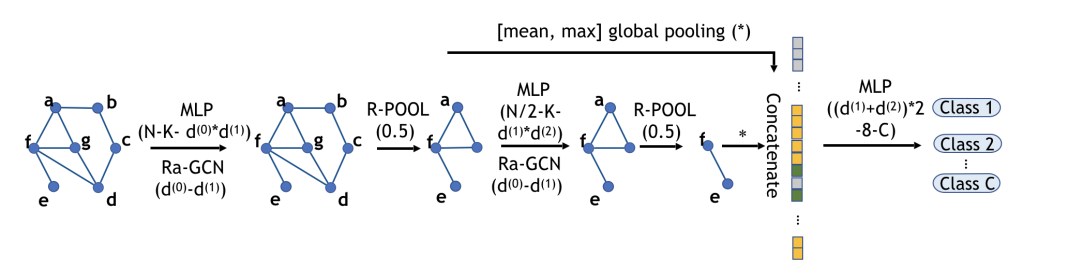 [mean, max] global pooling (*)
a
b
c
d
e
f
g
MLP
(N-K- d(0)*d(1))
Ra-GCN
(d(0)-d(1))
a
b
c
d
e
f
g
R-POOL
(0.5)
a
f
e
MLP
(N/2-K-
d(1)*d(2))
Ra-GCN
(d(0)-d(1))
a
f
e
R-POOL
(0.5)
f
e
*
Concatenate
...
...
MLP
((d(1)+d(2))*2
-8-C)
Class 1
Class 2
...
Class C